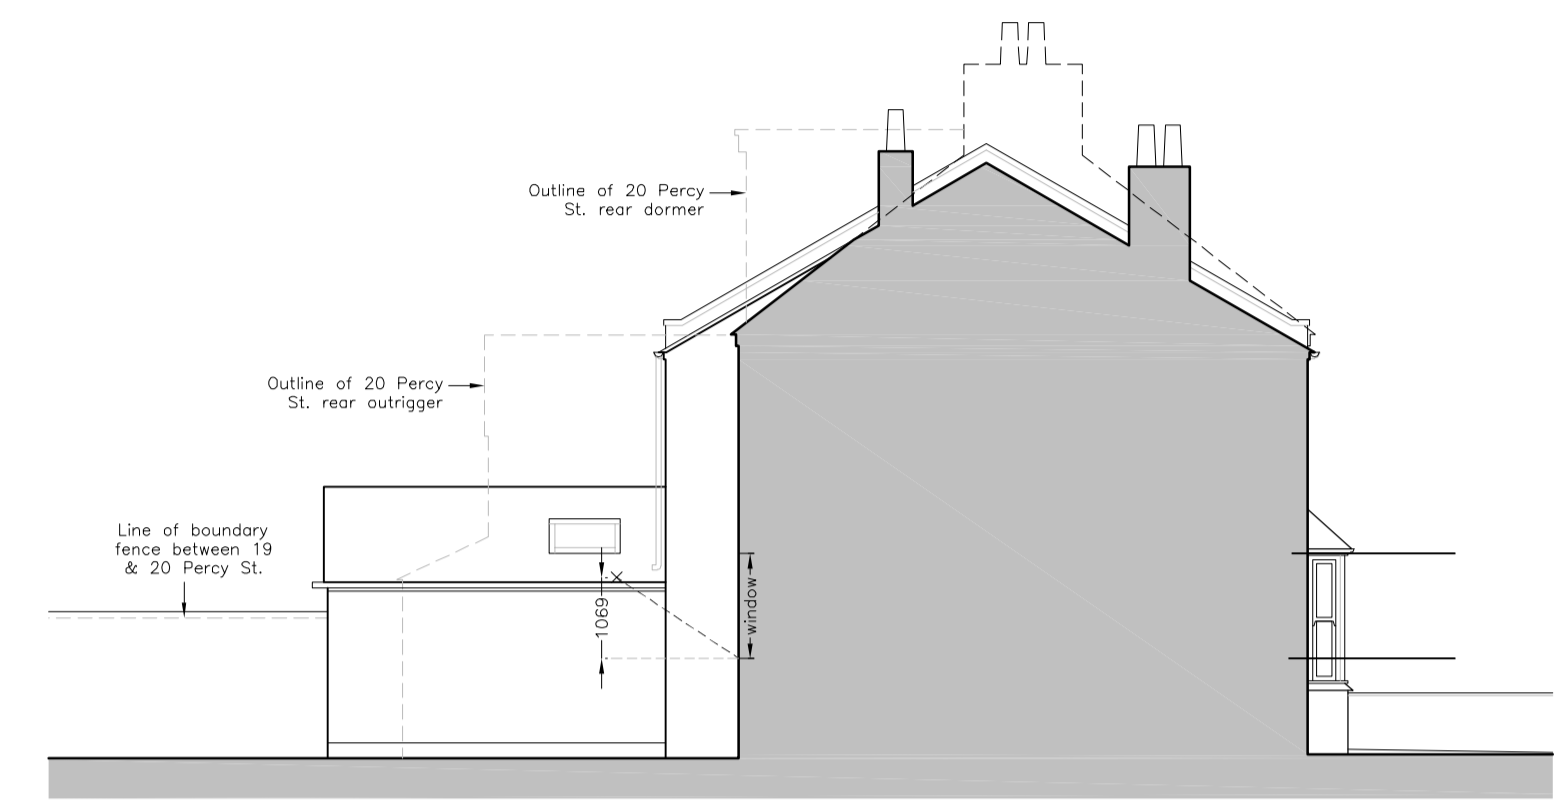 Outline of 20 Percy
St. rear dormer
Outline of 20 Percy
St. rear outrigger
Line of boundary
fence between 19
& 20 Percy St.
1069
window